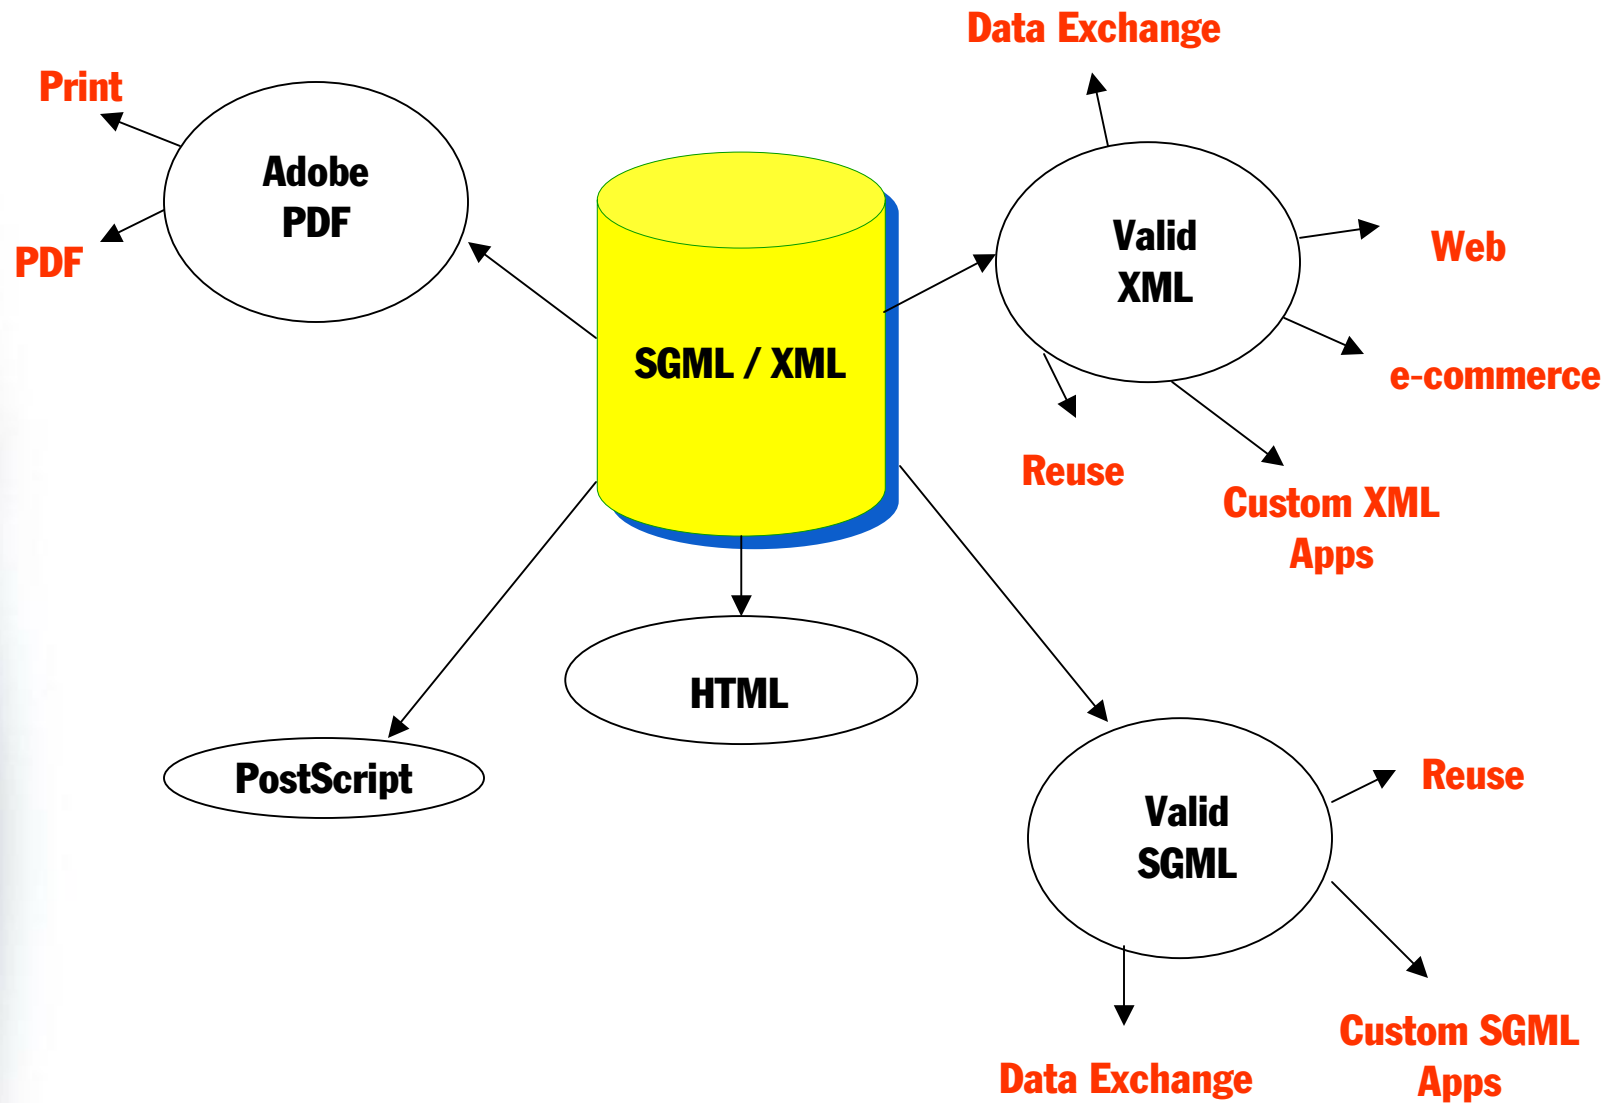 Data Exchange
Print
Adobe
PDF
PDF
Valid
XML
Web
SGML / XML
e-commerce
Reuse
Custom XML
Apps
HTML
PostScript
Valid
SGML
Reuse
Custom SGML
Apps
Data Exchange